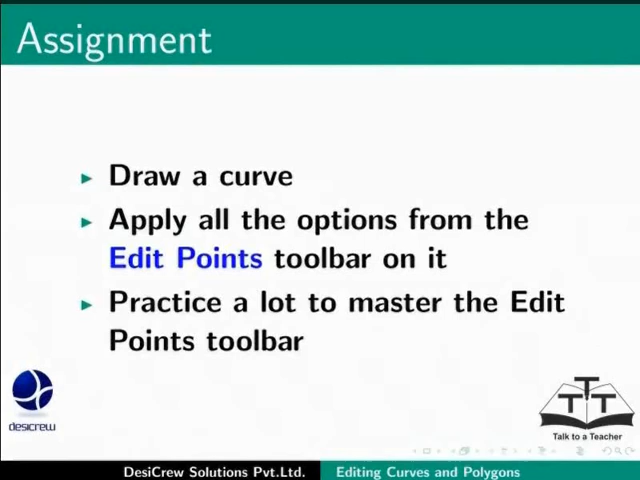 Assignment
Draw a curve
Apply all the options from the
Edit Points toolbar on it
Practice a lot to master the Edit
Points toolbar
desicrew
TTT
Talk to a Teacher
DesiCrew Solutions Pvt.Ltd.
Editing Curves and Polygons